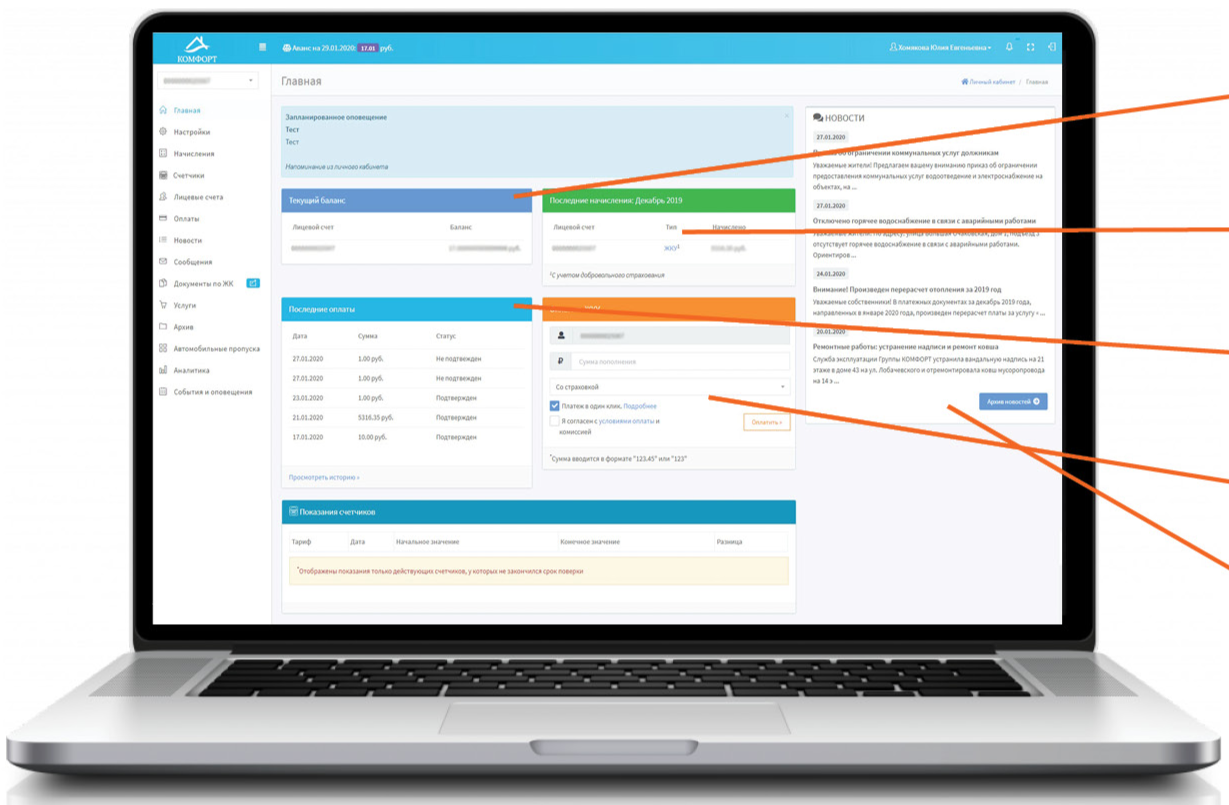 КОМФОРТ
Аванс на 29.01.2020: 17.01 руб.
Хомякова Юлия Евгеньевна
Главная
Личный кабинет / Главная
Главная
Настройки
Начисления
Счетчики
Лицевые счета
Оплаты
Новости
Сообщения
Документы по ЖК
Услуги
Архив
Автомобильные пропуска
Аналитика
События и оповещения
Запланированное оповещение
Тест
Тест
Напоминание из личного кабинета
Текущий баланс
Лицевой счет Баланс
Последние начисления: Декабрь 2019
Лицевой счет Тип Начислено
ЖКУ¹
¹С учетом добровольного страхования
Последние оплаты
Дата Сумма Статус
27.01.2020 1.00 руб. Не подтвержден
27.01.2020 1.00 руб. Не подтвержден
23.01.2020 1.00 руб. Подтвержден
21.01.2020 5316.35 руб. Подтвержден
17.01.2020 10.00 руб. Подтвержден
Просмотреть историю »
₽ Сумма пополнения
Со страховкой
Платеж в один клик. Подробнее
Я согласен с условиями оплаты и
комиссией
Оплатить »
*Сумма вводится в формате "123.45" или "123"
Показания счетчиков
Тариф Дата Начальное значение Конечное значение Разница
*Отображены показания только действующих счетчиков, у которых не закончился срок поверки
НОВОСТИ
27.01.2020
об ограничении коммунальных услуг должникам
Уважаемые жители! Предлагаем вашему вниманию приказ об ограничении
предоставления коммунальных услуг водоотведение и электроснабжение на
объектах, на ...
27.01.2020
Отключено горячее водоснабжение в связи с аварийными работами
Уважаемые жители! По адресу: улица Большая Очаковская, дом 1, подъезд 3
отсутствует горячее водоснабжение в связи с аварийными работами.
Ориентиров ...
24.01.2020
Внимание! Произведен перерасчет отопления за 2019 год
Уважаемые собственники! В платежных документах за декабрь 2019 года,
направленных в январе 2020 года, произведен перерасчет платы за услугу « ...
20.01.2020
Ремонтные работы: устранение надписи и ремонт ковша
Служба эксплуатации Группы КОМФОРТ устранила вандальную надпись на 21
этаже в доме 43 на ул. Лобачевского и отремонтировала ковш мусоропровода
на 14 э ...
Архив новостей